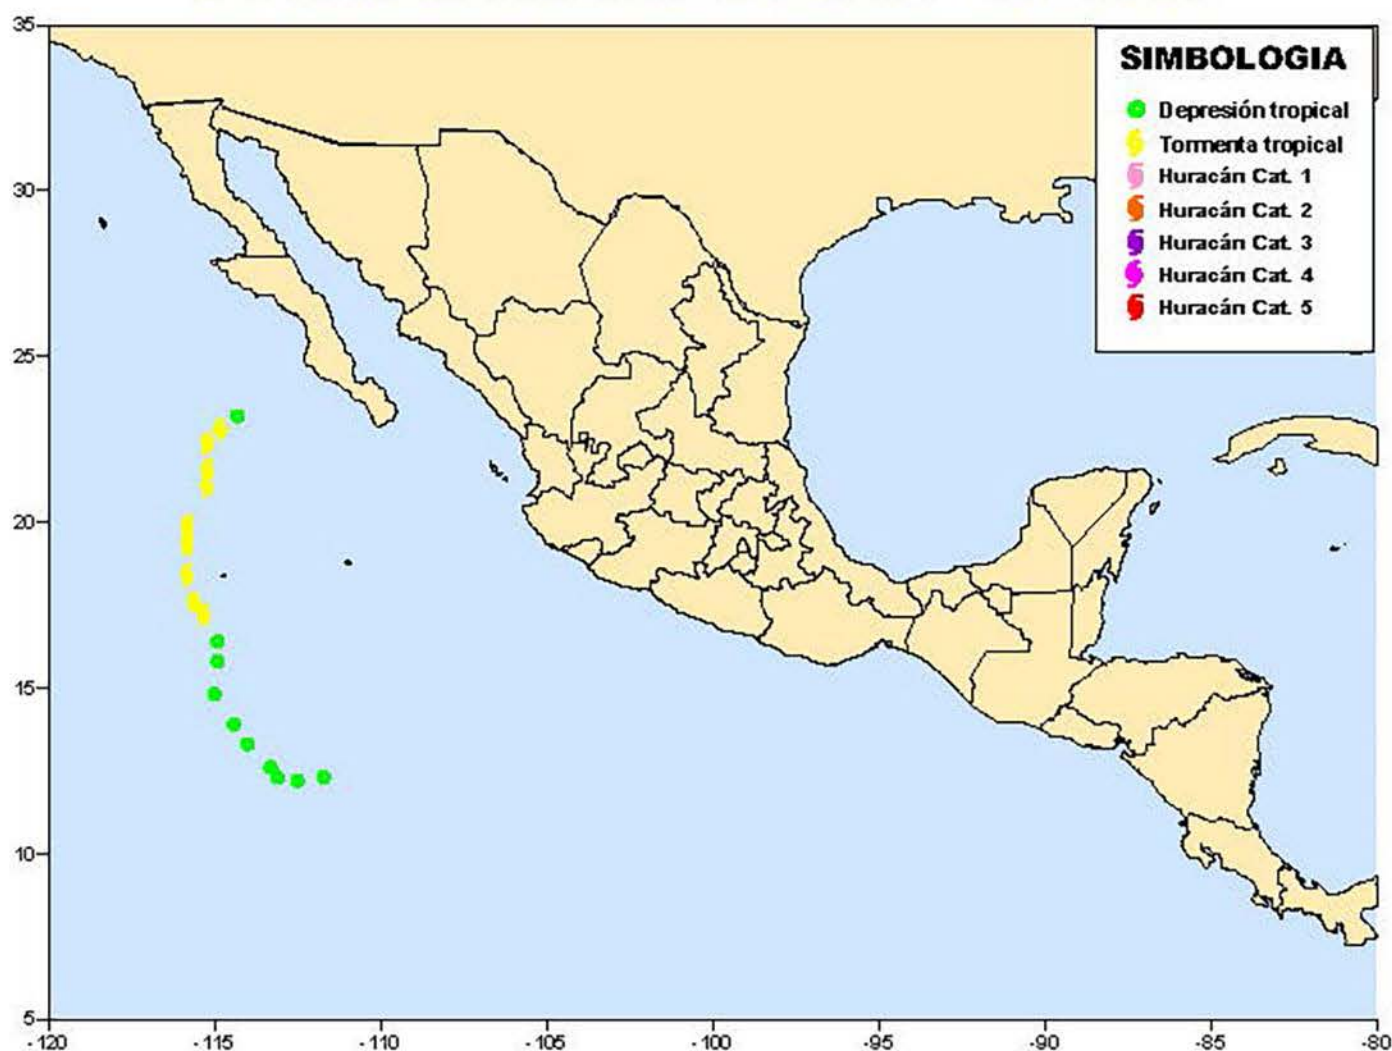 35
SIMBOLOGIA
Depresión tropical
Tormenta tropical
Huracán Cat. 1
Huracán Cat. 2
Huracán Cat. 3
Huracán Cat. 4
Huracán Cat. 5
30
25
20
15
10
5
-120 -115 -110 -105 -100 -95 -90 -85 -80